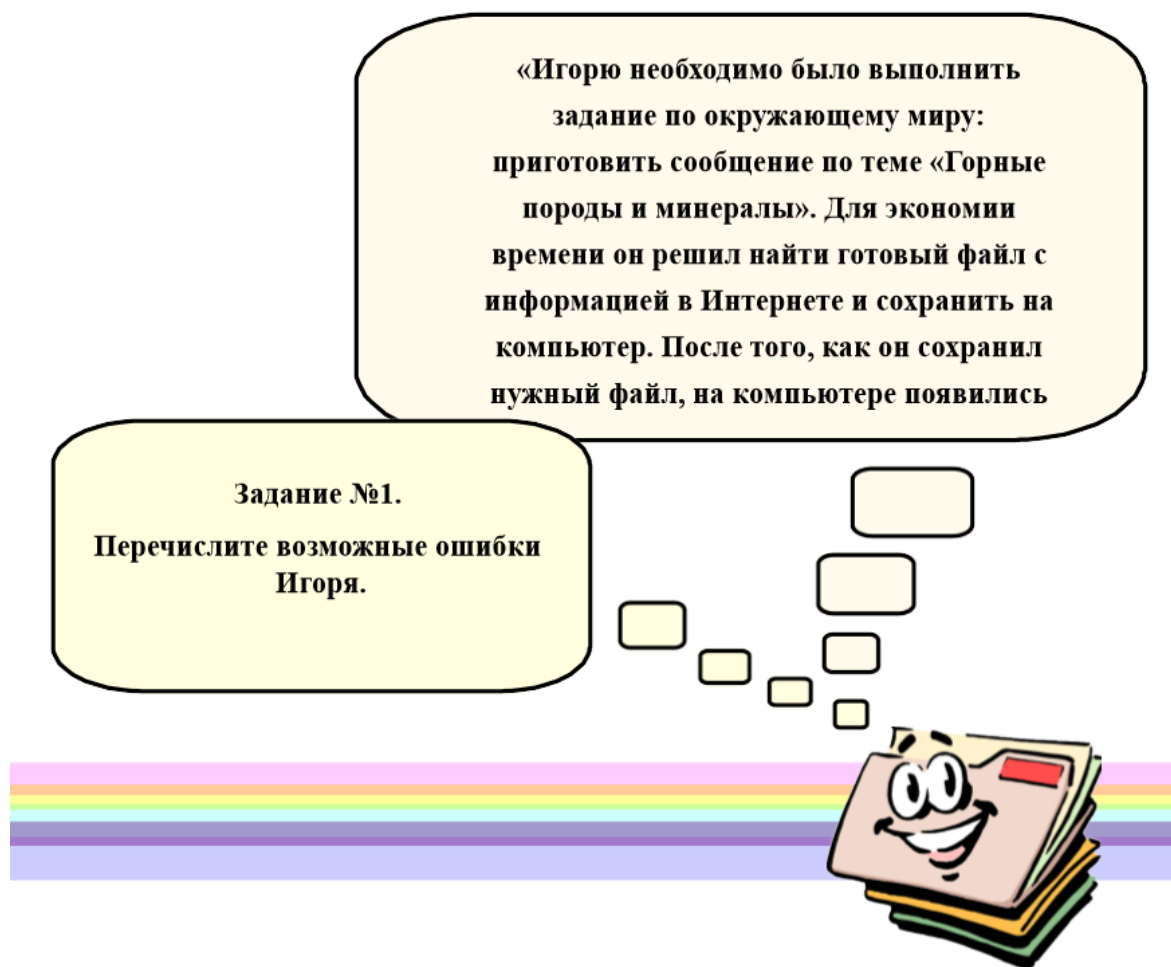 «Игорю необходимо было выполнить
задание по окружающему миру:
приготовить сообщение по теме «Горные
породы и минералы». Для экономии
времени он решил найти готовый файл с
информацией в Интернете и сохранить на
компьютер. После того, как он сохранил
нужный файл, на компьютере появились
Задание №1.
Перечислите возможные ошибки
Игоря.